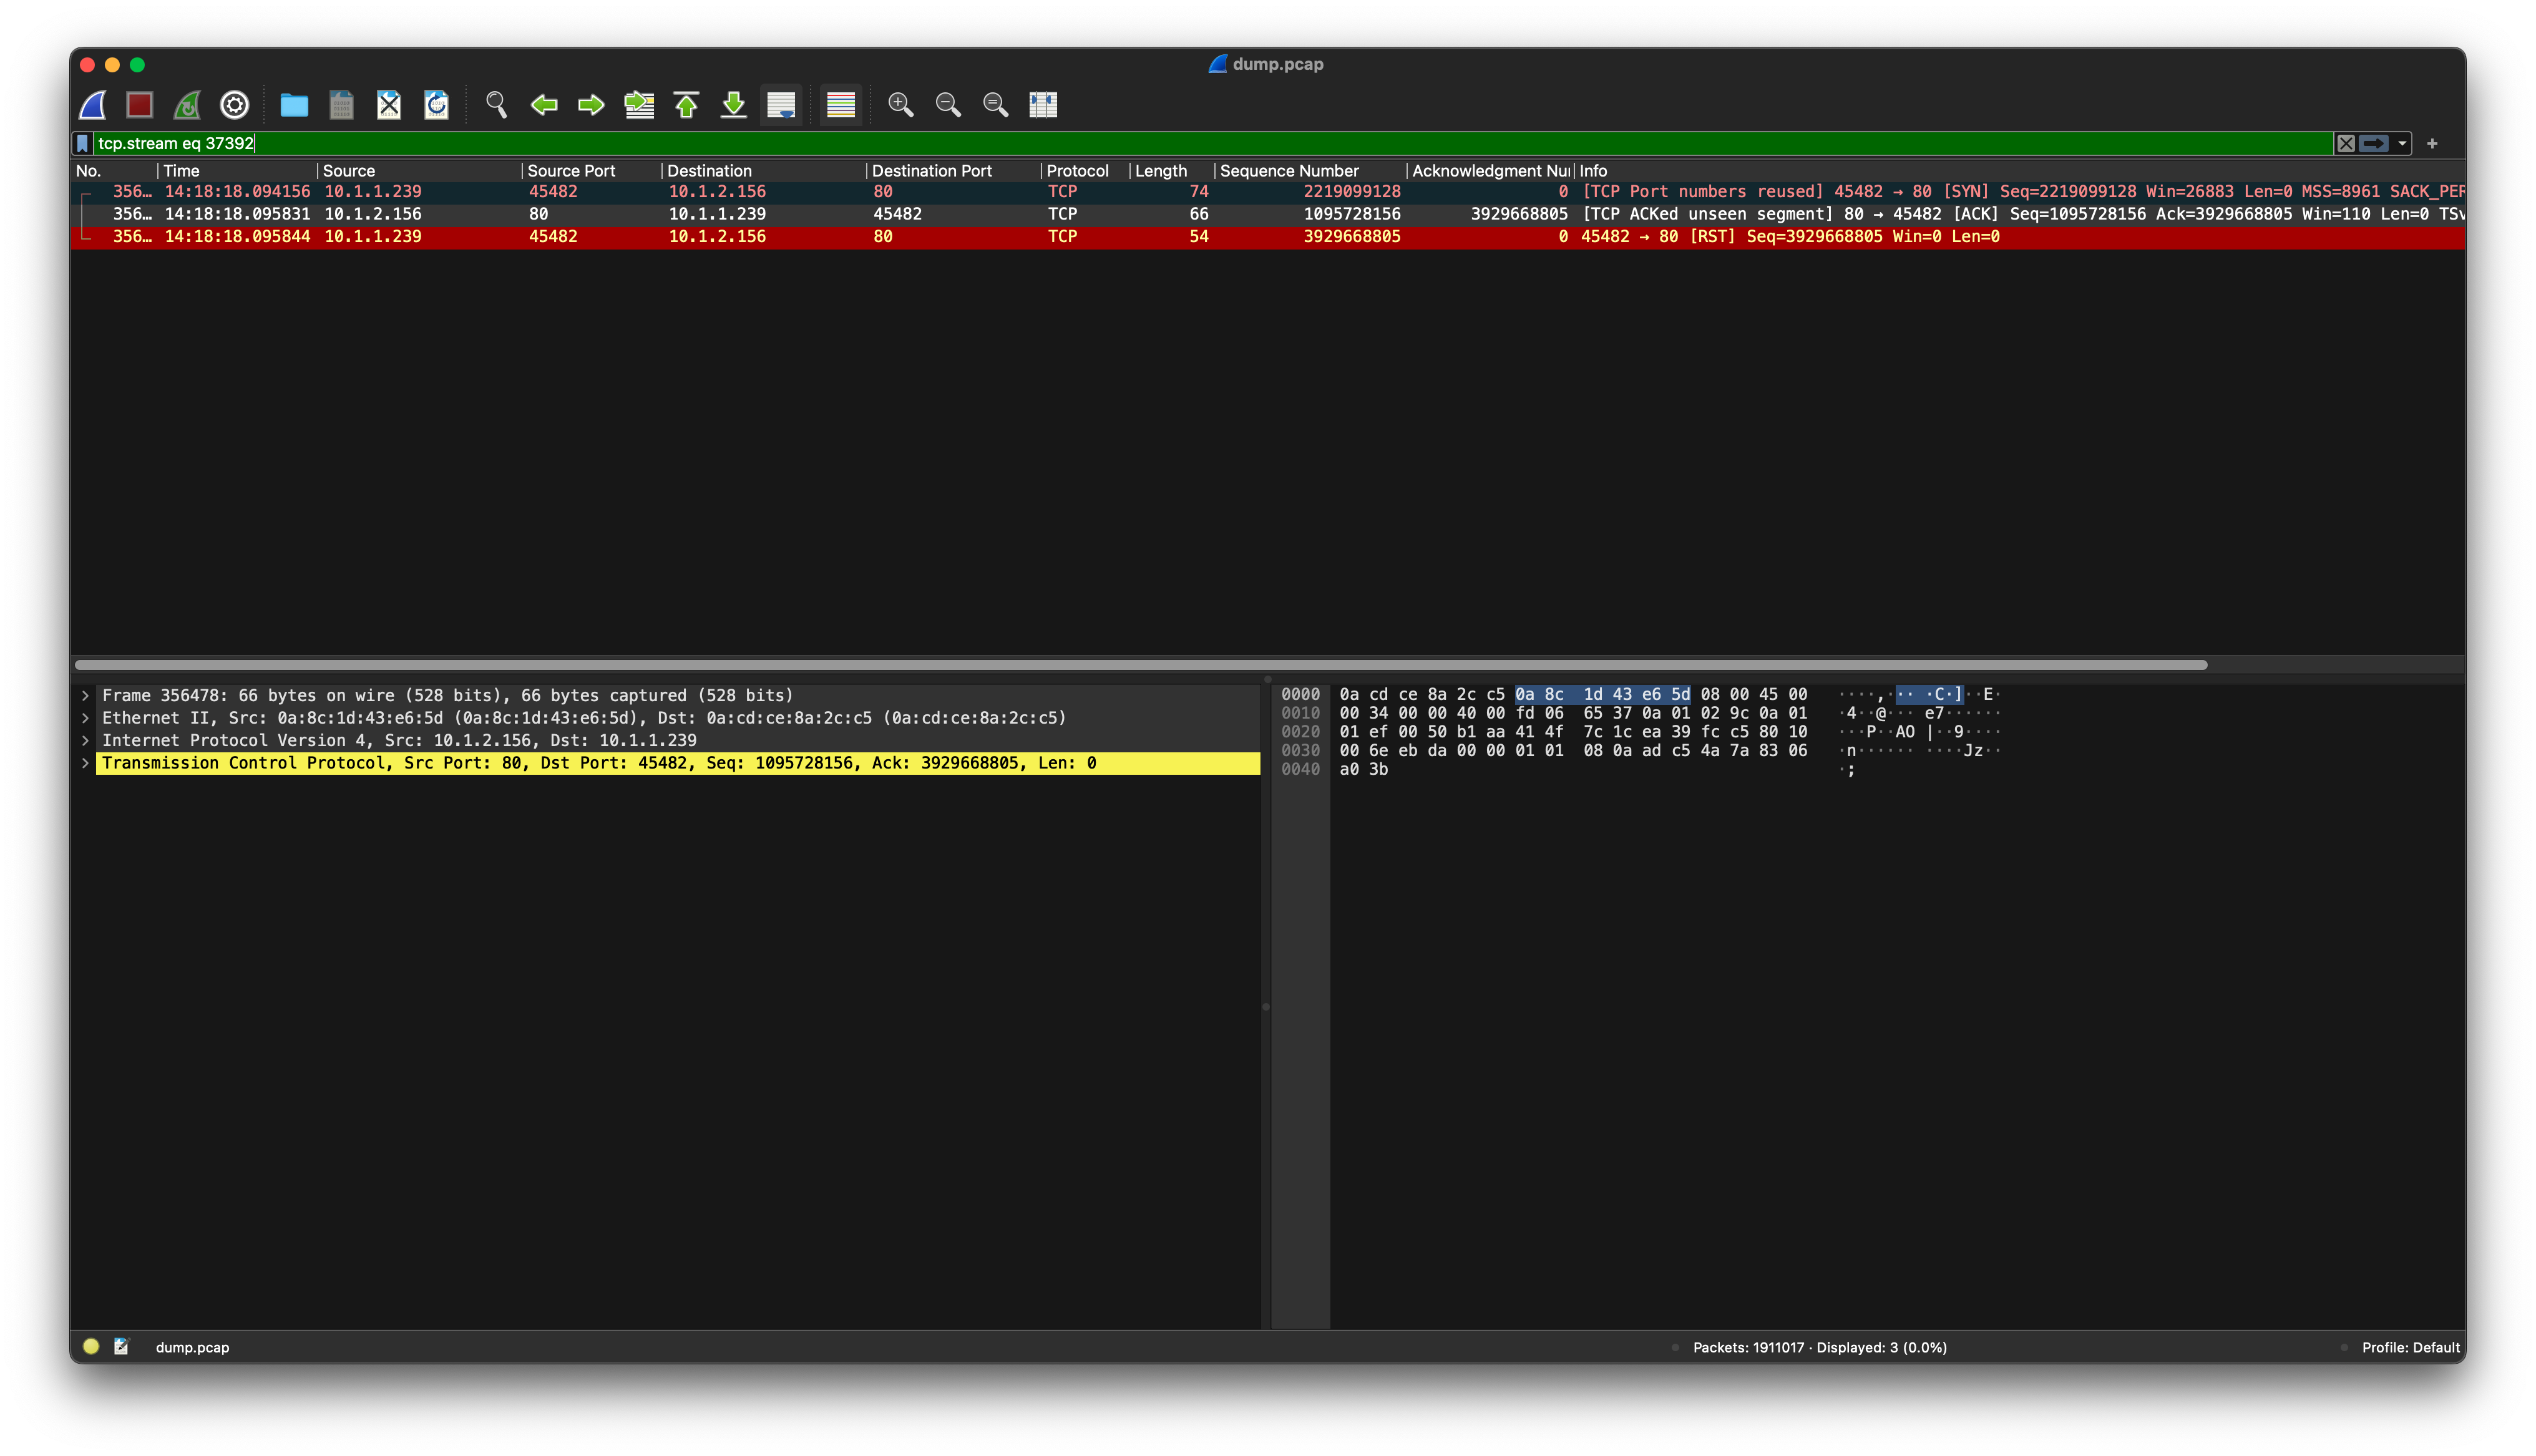 dump.pcap
tcp.stream eq 37392
No. Time Source Source Port Destination Destination Port Protocol Length Sequence Number Acknowledgment Nu Info
356… 14:18:18.094156 10.1.1.239 45482 10.1.2.156 80 TCP 74 2219099128 0 [TCP Port numbers reused] 45482 → 80 [SYN] Seq=2219099128 Win=26883 Len=0 MSS=8961 SACK_PER
356… 14:18:18.095831 10.1.2.156 80 10.1.1.239 45482 TCP 66 1095728156 3929668805 [TCP ACKed unseen segment] 80 → 45482 [ACK] Seq=1095728156 Ack=3929668805 Win=110 Len=0 TSv
356… 14:18:18.095844 10.1.1.239 45482 10.1.2.156 80 TCP 54 3929668805 0 45482 → 80 [RST] Seq=3929668805 Win=0 Len=0
Frame 356478: 66 bytes on wire (528 bits), 66 bytes captured (528 bits)
Ethernet II, Src: 0a:8c:1d:43:e6:5d (0a:8c:1d:43:e6:5d), Dst: 0a:cd:ce:8a:2c:c5 (0a:cd:ce:8a:2c:c5)
Internet Protocol Version 4, Src: 10.1.2.156, Dst: 10.1.1.239
Transmission Control Protocol, Src Port: 80, Dst Port: 45482, Seq: 1095728156, Ack: 3929668805, Len: 0
0000 0a cd ce 8a 2c c5 0a 8c 1d 43 e6 5d 08 00 45 00 ····,··· ·C·]··E·
0010 00 34 00 00 40 00 fd 06 65 37 0a 01 02 9c 0a 01 ·4··@··· e7······
0020 01 ef 00 50 b1 aa 41 4f 7c 1c ea 39 fc c5 80 10 ···P··AO |··9····
0030 00 6e eb da 00 00 01 01 08 0a ad c5 4a 7a 83 06 ·n······ ····Jz··
0040 a0 3b ·;
dump.pcap
Packets: 1911017 · Displayed: 3 (0.0%)
Profile: Default